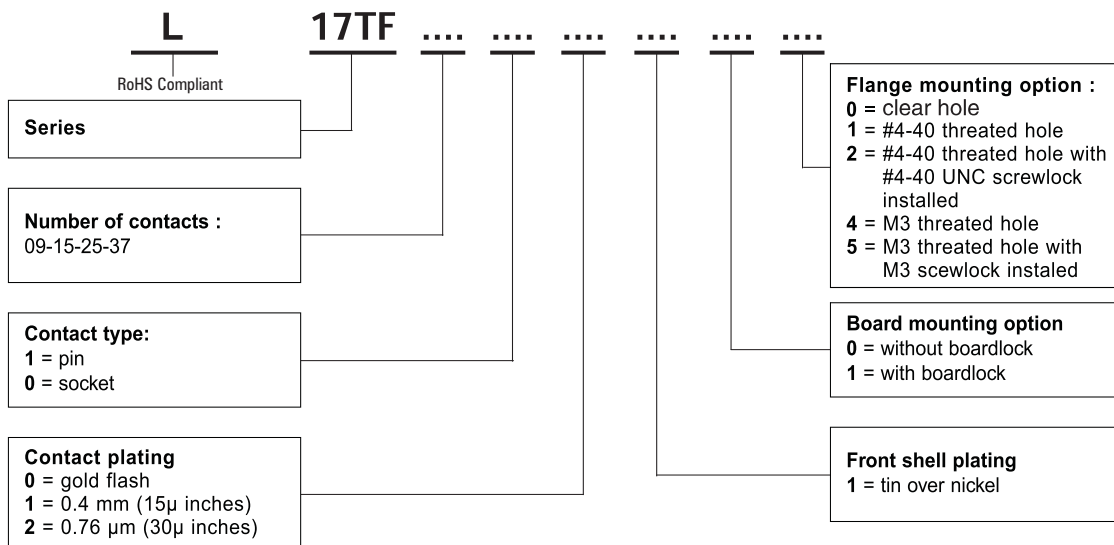 L 17TF .... .... .... .... .... ....
RoHS Compliant
Series
Number of contacts :
09-15-25-37
Contact type:
1 = pin
0 = socket
Contact plating
0 = gold flash
1 = 0.4 mm (15µ inches)
2 = 0.76 µm (30µ inches)
Flange mounting option :
0 = clear hole
1 = #4-40 threated hole
2 = #4-40 threated hole with
#4-40 UNC screwlock
installed
4 = M3 threated hole
5 = M3 threated hole with
M3 scewlock instaled
Board mounting option
0 = without boardlock
1 = with boardlock
Front shell plating
1 = tin over nickel